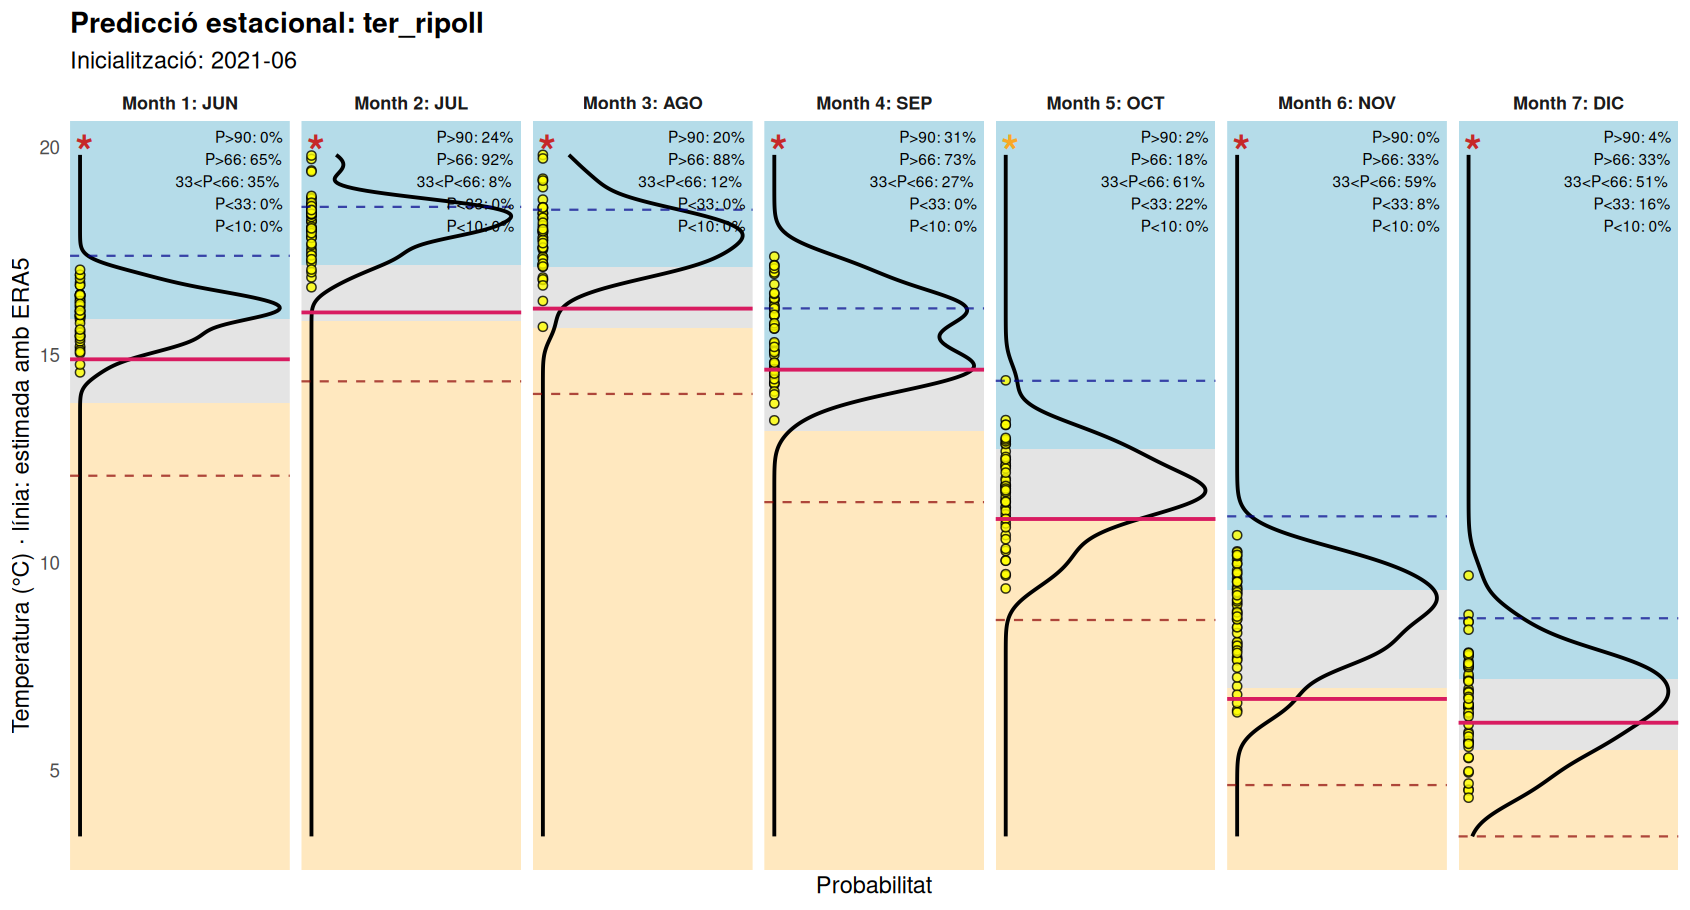 Predicció estacional: ter_ripoll
Inicialització: 2021-06
Month 1: JUN
Month 2: JUL
Month 3: AGO
Month 4: SEP
Month 5: OCT
Month 6: NOV
Month 7: DIC
P>90: 0%
P>66: 65%
33<P<66: 35%
P<33: 0%
P<10: 0%
P>90: 24%
P>66: 92%
33<P<66: 8%
P<33: 0%
P<10: 0%
P>90: 20%
P>66: 88%
33<P<66: 12%
P<33: 0%
P<10: 0%
P>90: 31%
P>66: 73%
33<P<66: 27%
P<33: 0%
P<10: 0%
P>90: 2%
P>66: 18%
33<P<66: 61%
P<33: 22%
P<10: 0%
P>90: 0%
P>66: 33%
33<P<66: 59%
P<33: 8%
P<10: 0%
P>90: 4%
P>66: 33%
33<P<66: 51%
P<33: 16%
P<10: 0%
20
15
10
5
Temperatura (°C) · línia: estimada amb ERA5
Probabilitat